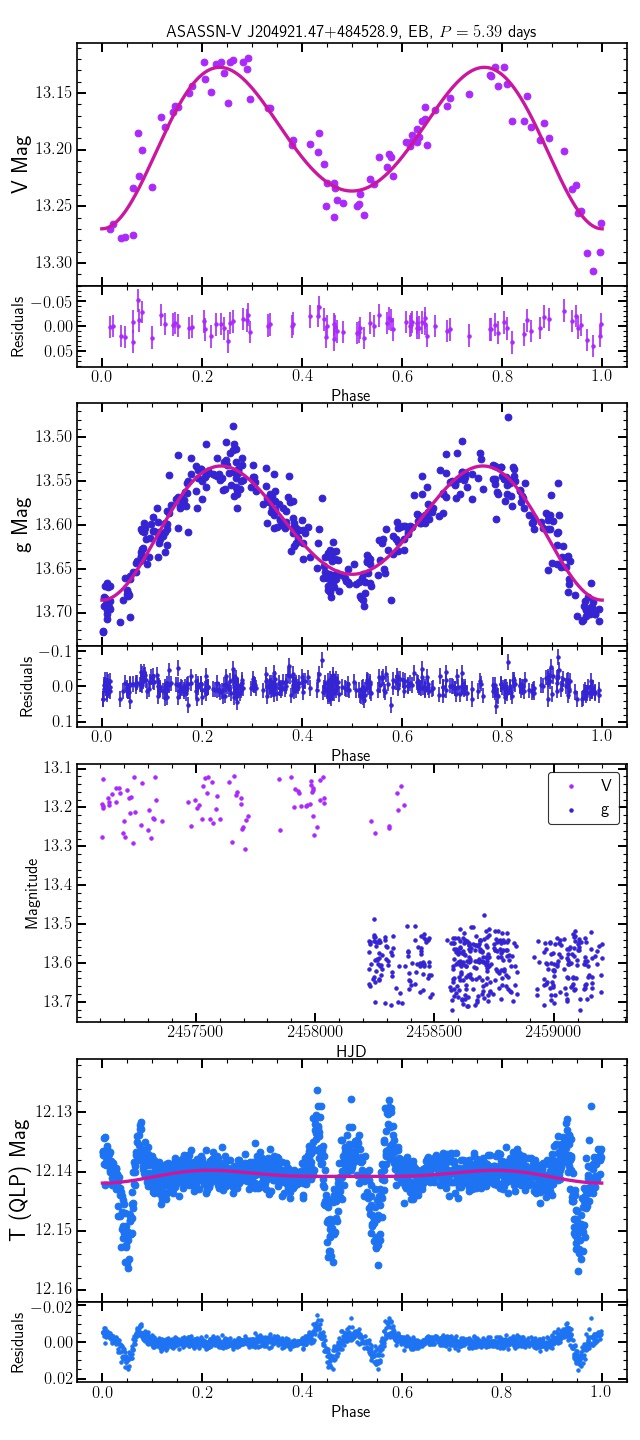 ASASSN-V J204921.47+484528.9, EB, P = 5.39 days
V Mag
13.15
13.20
13.25
13.30
Residuals
−0.05
0.00
0.05
0.0 0.2 0.4 0.6 0.8 1.0
Phase
g Mag
13.50
13.55
13.60
13.65
13.70
Residuals
−0.1
0.0
0.1
0.0 0.2 0.4 0.6 0.8 1.0
Phase
Magnitude
13.1
13.2
13.3
13.4
13.5
13.6
13.7
V
g
2457500 2458000 2458500 2459000
HJD
T (QLP) Mag
12.13
12.14
12.15
12.16
Residuals
−0.02
0.00
0.02
0.0 0.2 0.4 0.6 0.8 1.0
Phase